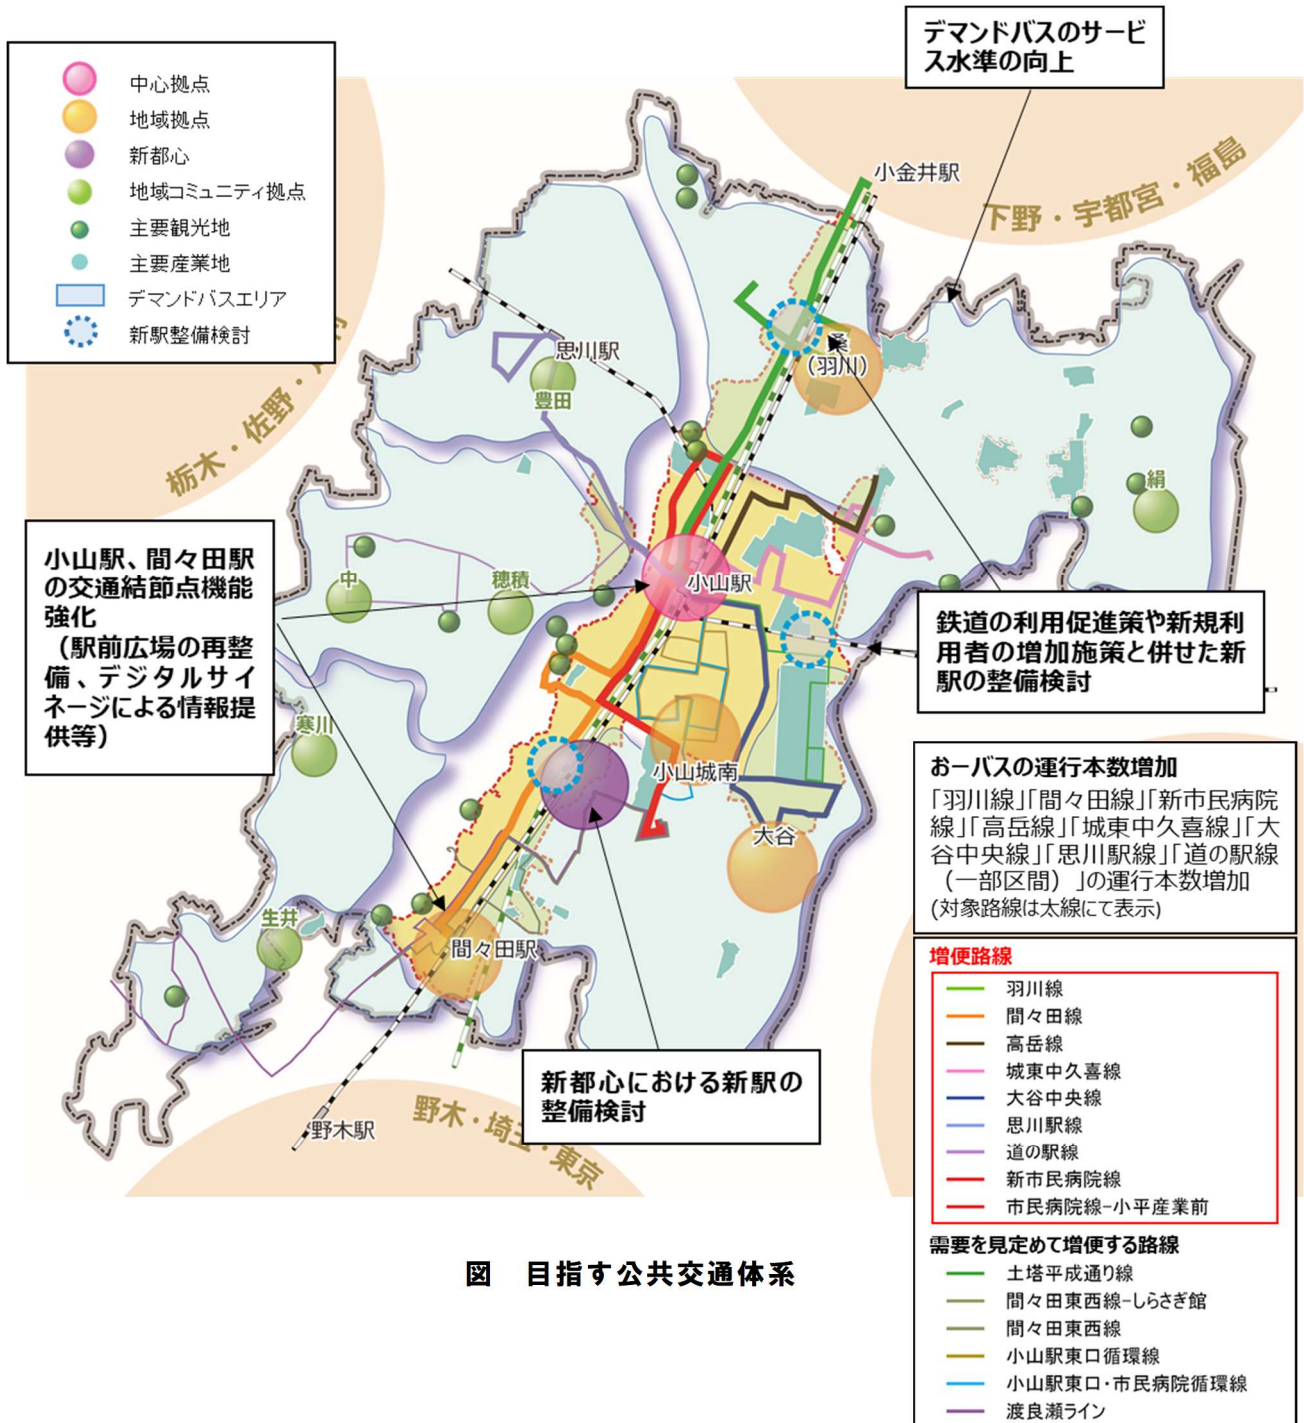 デマンドバスのサービ
ス水準の向上
中心拠点
地域拠点
新都心
地域コミュニティ拠点
主要観光地
主要産業地
デマンドバスエリア
新駅整備検討
小金井駅
下野・宇都宮・福島
栃木・佐野・
思川駅
豊田
桑
(羽川)
絹
小山駅、間々田駅
の交通結節点機能
強化
(駅前広場の再整
備、デジタルサイ
ネージによる情報提
供等)
中
穂積
小山駅
寒川
鉄道の利用促進策や新規利
用者の増加施策と併せた新
駅の整備検討
小山城南
大谷
生井
間々田駅
おーバスの運行本数増加
「羽川線」「間々田線」「新市民病院
線」「高岳線」「城東中久喜線」「大
谷中央線」「思川駅線」「道の駅線
(一部区間)」の運行本数増加
(対象路線は太線にて表示)
新都心における新駅の
整備検討
野木駅
野木・埼玉・東京
増便路線
羽川線
間々田線
高岳線
城東中久喜線
大谷中央線
思川駅線
道の駅線
新市民病院線
市民病院線-小平産業前
需要を見定めて増便する路線
土塔平成通り線
間々田東西線-しらさぎ館
間々田東西線
小山駅東口循環線
小山駅東口・市民病院循環線
渡良瀬ライン
図　目指す公共交通体系